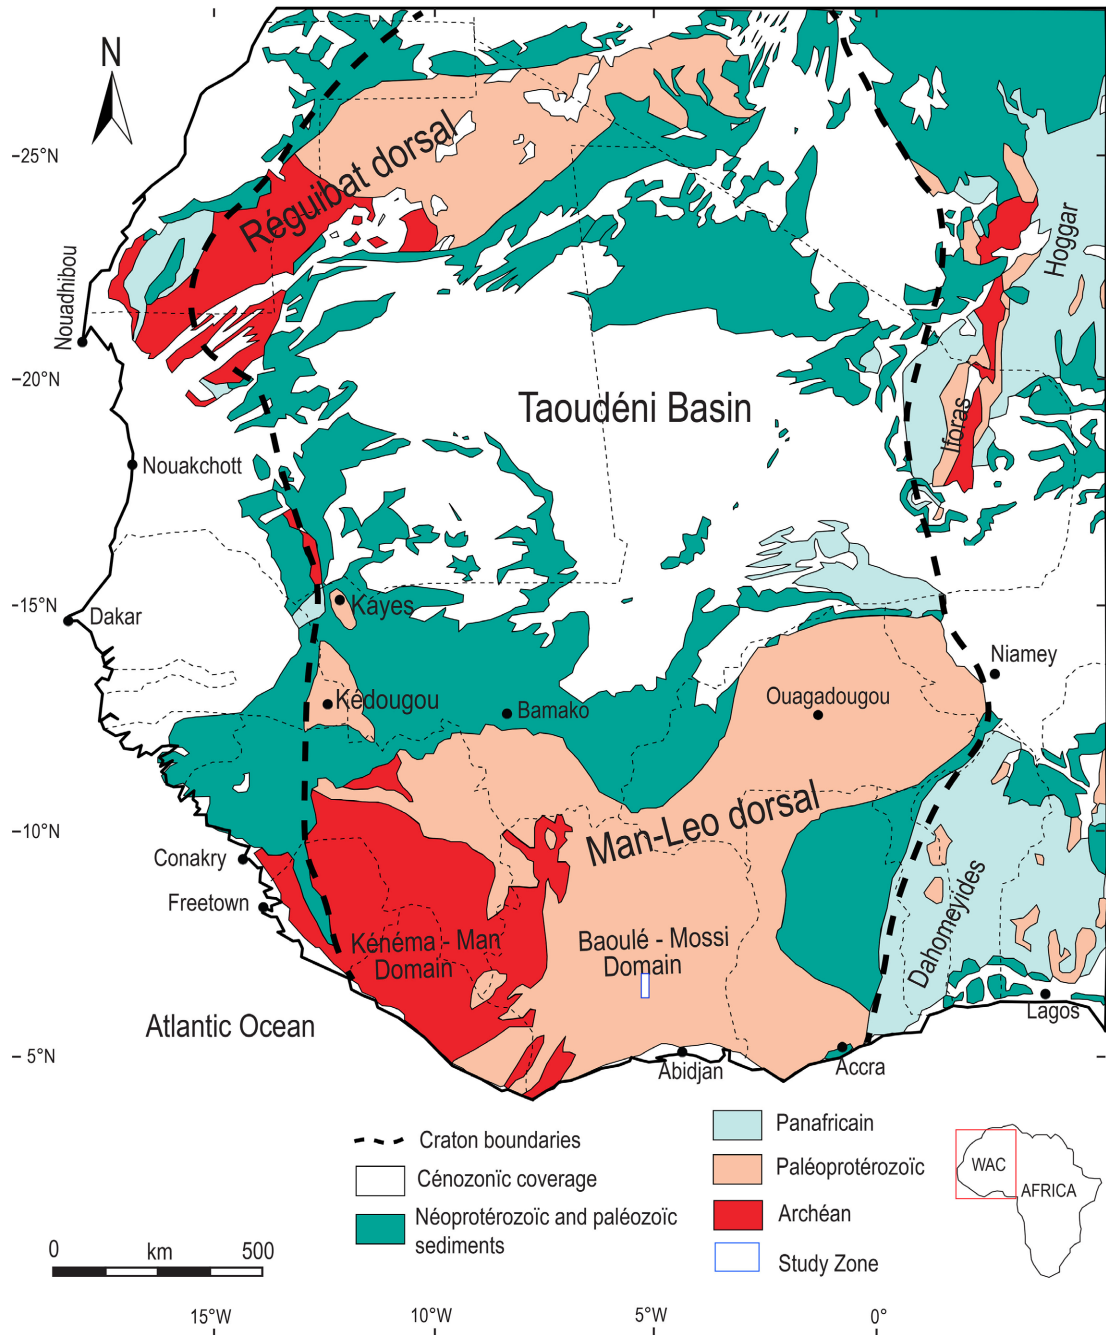 N
25°N
20°N
15°N
10°N
5°N
Réguibat dorsal
Hoggar
Nouadhibou
Taoudéni Basin
Iforas
Nouakchott
Kayes
Dakar
Niamey
Kédougou
Ouagadougou
Bamako
Man-Leo dorsal
Conakry
Freetown
Kénéma - Man
Domain
Baoulé - Mossi
Domain
Dahomeyides
Lagos
Atlantic Ocean
Abidjan
Accra
Craton boundaries
Cénozonïc coverage
Néoprotérozoïc and paléozoïc
sediments
Panafricain
Paléoprotérozoïc
Archéan
Study Zone
WAC
AFRICA
0 km 500
15°W
10°W
5°W
0°